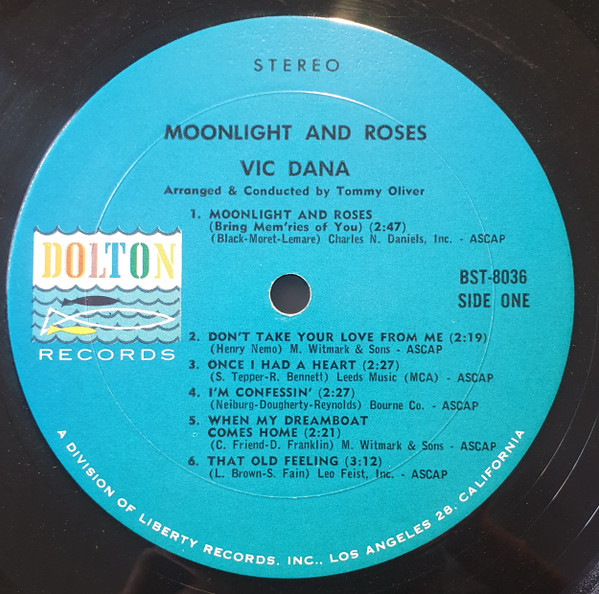 STEREO
MOONLIGHT AND ROSES
VIC DANA
Arranged & Conducted by Tommy Oliver
1. MOONLIGHT AND ROSES
(Bring Mem'ries of You) (2:47)
(Black-Moret-Lemare) Charles N. Daniels, Inc. - ASCAP
DOLTON
RECORDS
BST-8036
SIDE ONE
2. DON'T TAKE YOUR LOVE FROM ME (2:19)
(Henry Nemo) M. Witmark & Sons - ASCAP
3. ONCE I HAD A HEART (2:27)
(S. Tepper-R. Bennett) Leeds Music (MCA) - ASCAP
4. I'M CONFESSIN' (2:27)
(Neiburg-Dougherty-Reynolds) Bourne Co. - ASCAP
5. WHEN MY DREAMBOAT
COMES HOME (2:21)
(C. Friend-D. Franklin) M. Witmark & Sons - ASCAP
6. THAT OLD FEELING (3:12)
(L. Brown-S. Fain) Leo Feist, Inc. - ASCAP
A DIVISION OF LIBERTY RECORDS, INC., LOS ANGELES 28, CALIFORNIA